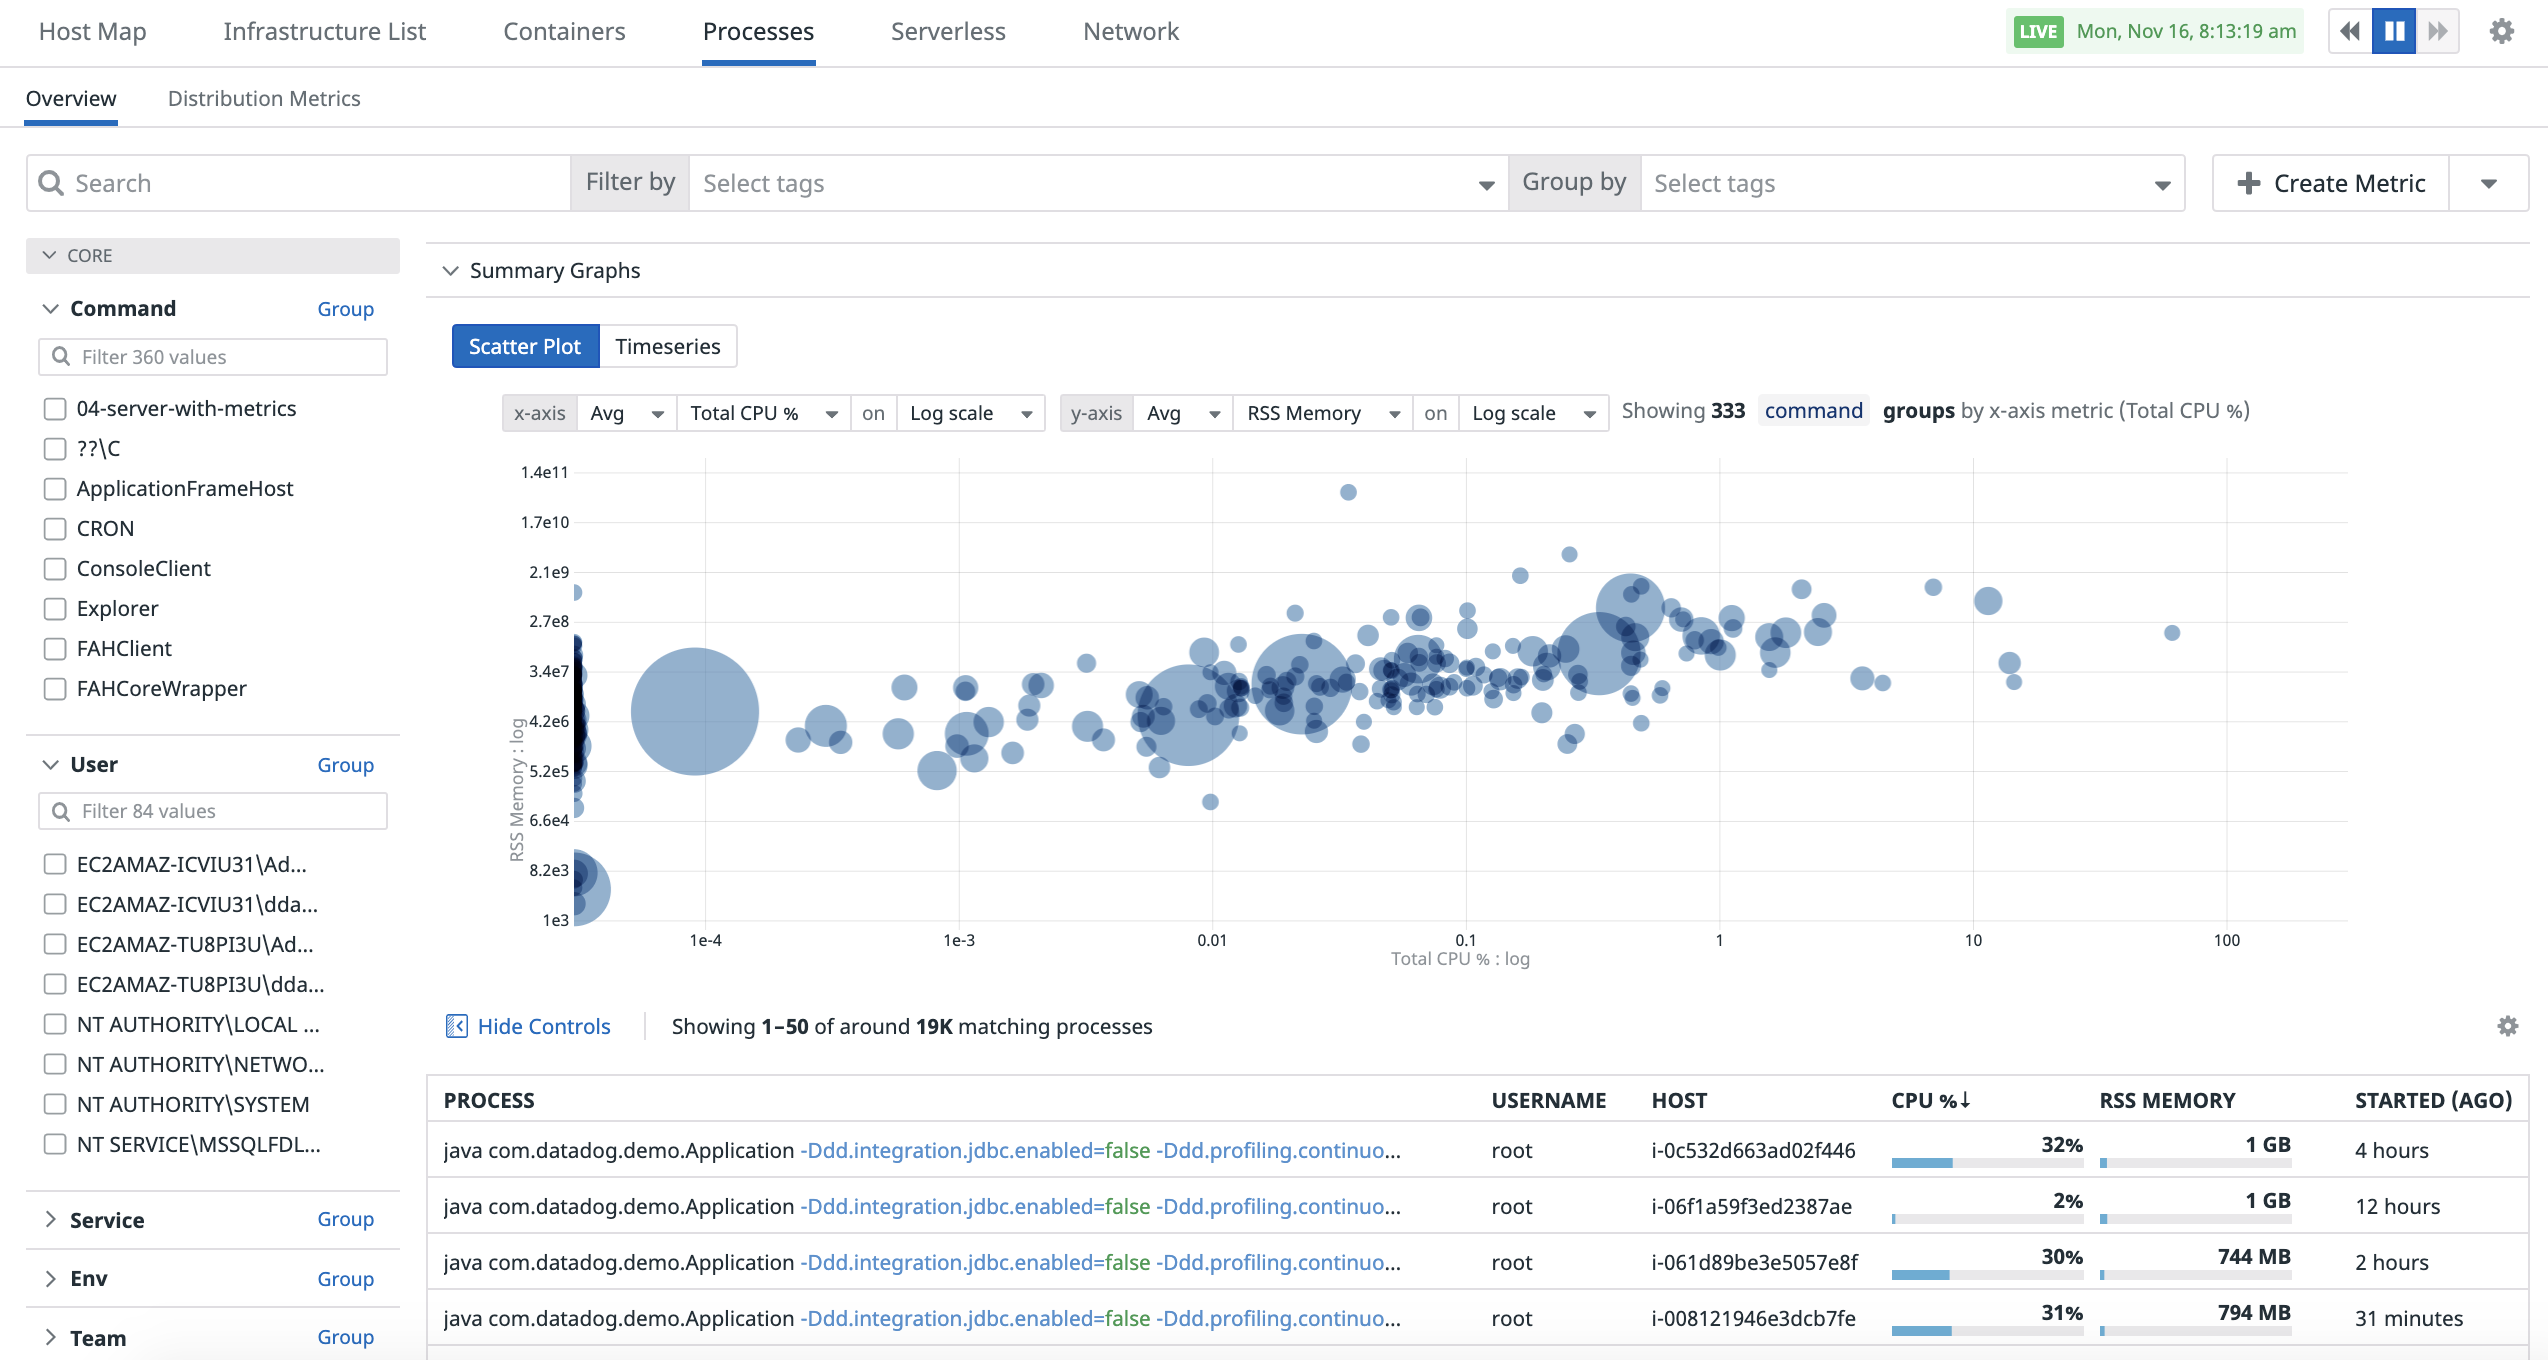 Host Map Infrastructure List Containers Processes Serverless Network LIVE Mon, Nov 16, 8:13:19 am
Overview Distribution Metrics
Search Filter by Select tags Group by Select tags Create Metric
CORE
Command Group
Filter 360 values
04-server-with-metrics
??\C
ApplicationFrameHost
CRON
ConsoleClient
Explorer
FAHClient
FAHCoreWrapper
User Group
Filter 84 values
EC2AMAZ-ICVIU31\Ad...
EC2AMAZ-ICVIU31\dda...
EC2AMAZ-TU8PI3U\Ad...
EC2AMAZ-TU8PI3U\dda...
NT AUTHORITY\LOCAL ...
NT AUTHORITY\NETWO...
NT AUTHORITY\SYSTEM
NT SERVICE\MSSQLFDL...
Service Group
Env Group
Team Group
Summary Graphs
Scatter Plot Timeseries
x-axis Avg Total CPU % on Log scale y-axis Avg RSS Memory on Log scale Showing 333 command groups by x-axis metric (Total CPU %)
1.4e11
1.7e10
2.1e9
2.7e8
3.4e7
4.2e6
5.2e5
6.6e4
8.2e3
1e3
RSS Memory : log
1e-4 1e-3 0.01 0.1 1 10 100
Total CPU % : log
Hide Controls Showing 1–50 of around 19K matching processes
PROCESS USERNAME HOST CPU %↓ RSS MEMORY STARTED (AGO)
java com.datadog.demo.Application -Ddd.integration.jdbc.enabled=false -Ddd.profiling.continuo... root i-0c532d663ad02f446 32% 1 GB 4 hours
java com.datadog.demo.Application -Ddd.integration.jdbc.enabled=false -Ddd.profiling.continuo... root i-06f1a59f3ed2387ae 2% 1 GB 12 hours
java com.datadog.demo.Application -Ddd.integration.jdbc.enabled=false -Ddd.profiling.continuo... root i-061d89be3e5057e8f 30% 744 MB 2 hours
java com.datadog.demo.Application -Ddd.integration.jdbc.enabled=false -Ddd.profiling.continuo... root i-008121946e3dcb7fe 31% 794 MB 31 minutes